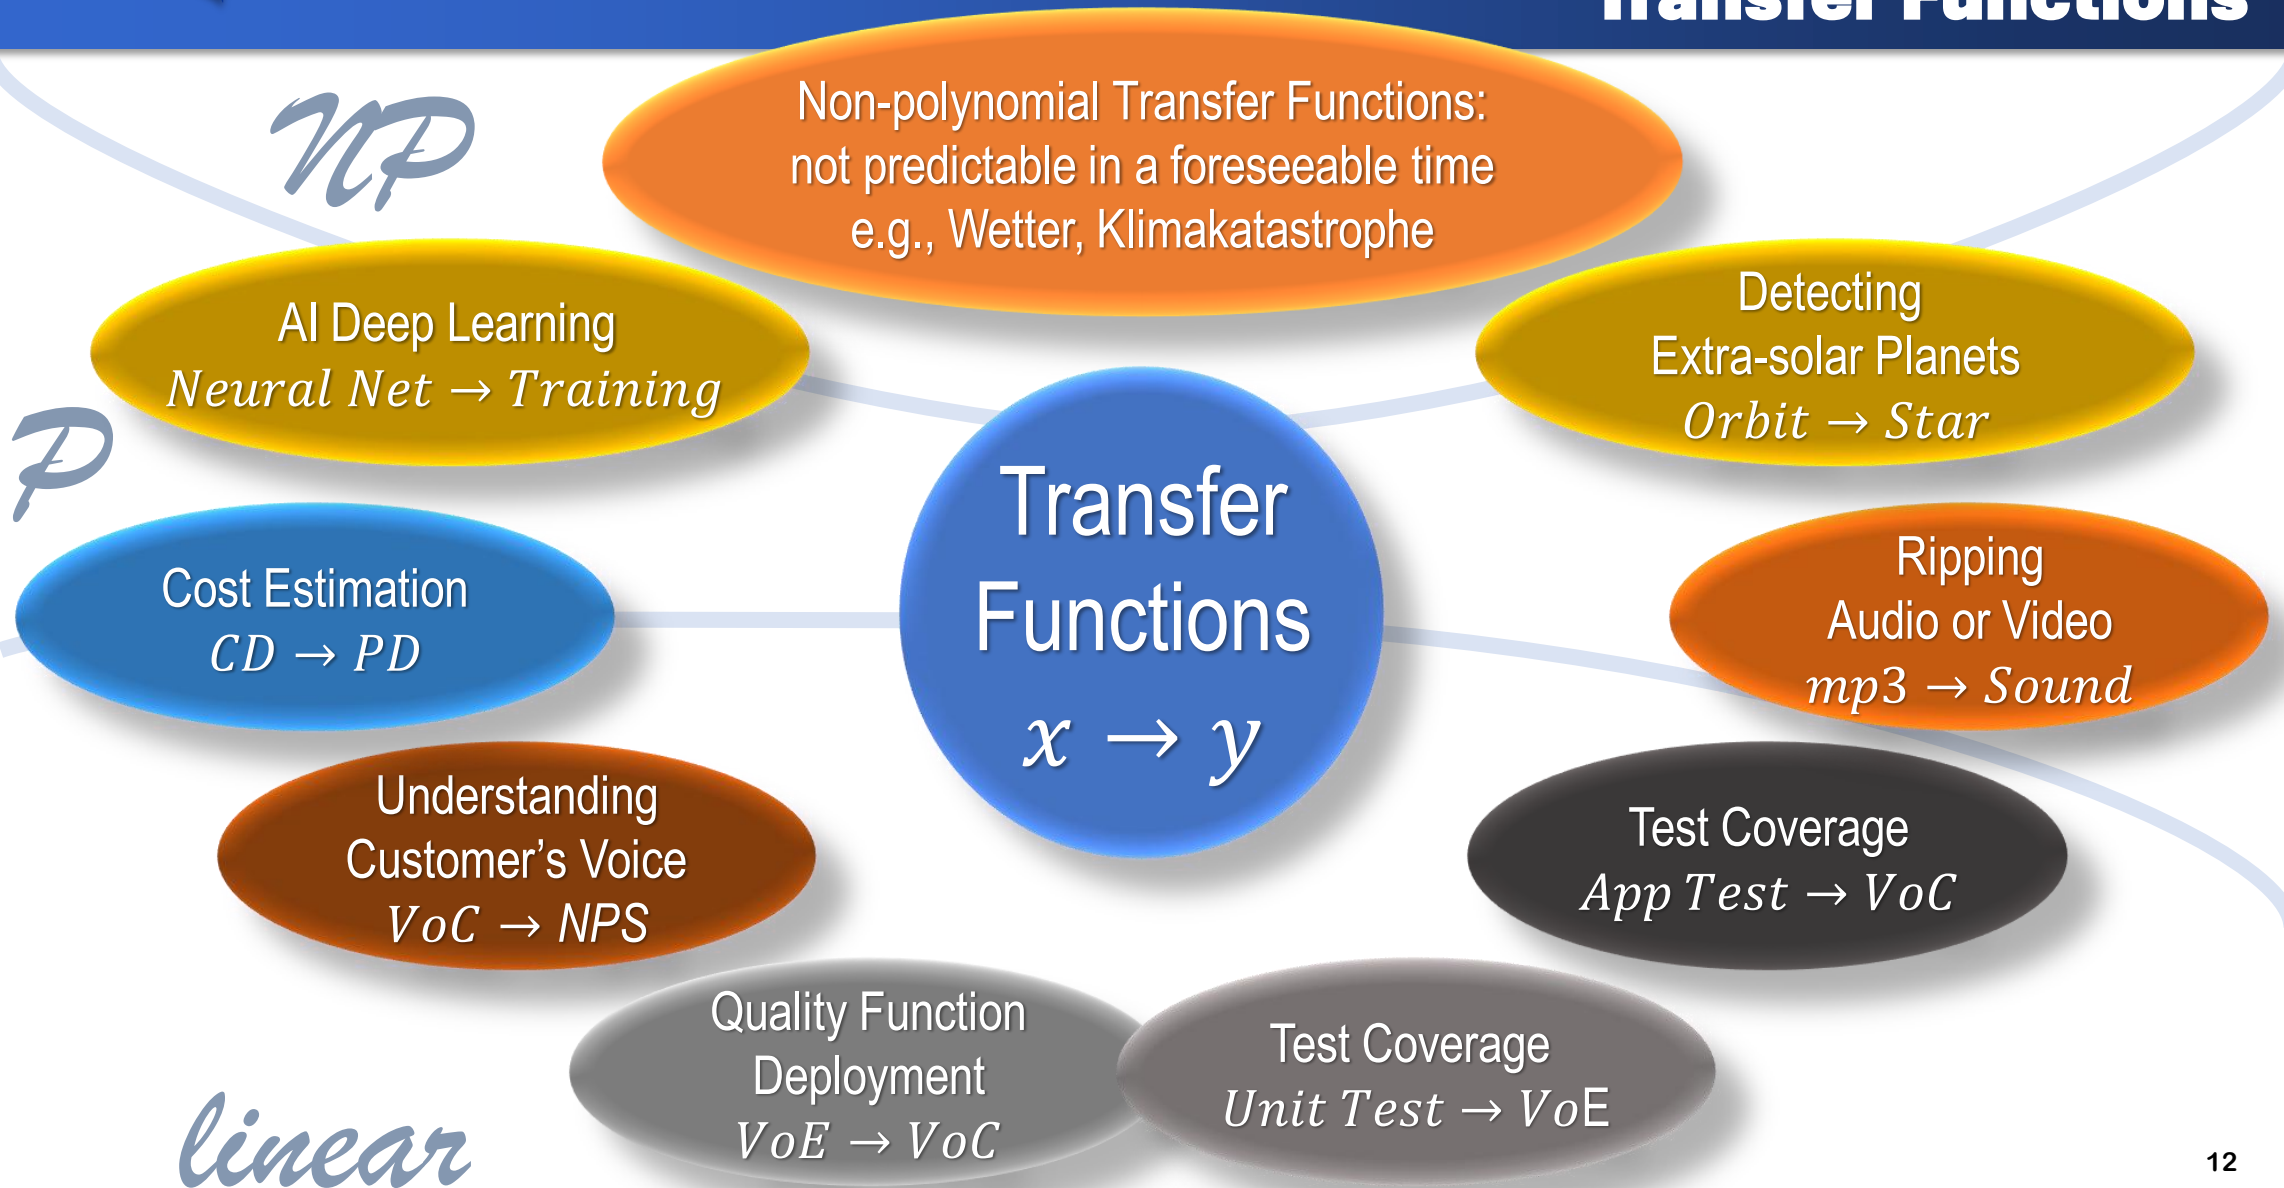 Transfer Functions
NP
Non-polynomial Transfer Functions:
not predictable in a foreseeable time
e.g., Wetter, Klimakatastrophe
AI Deep Learning
Neural Net → Training
Detecting
Extra-solar Planets
Orbit → Star
P
Transfer
Functions
x → y
Cost Estimation
CD → PD
Ripping
Audio or Video
mp3 → Sound
Understanding
Customer's Voice
VoC → NPS
Test Coverage
App Test → VoC
Quality Function
Deployment
VoE → VoC
Test Coverage
Unit Test → VoE
linear
12